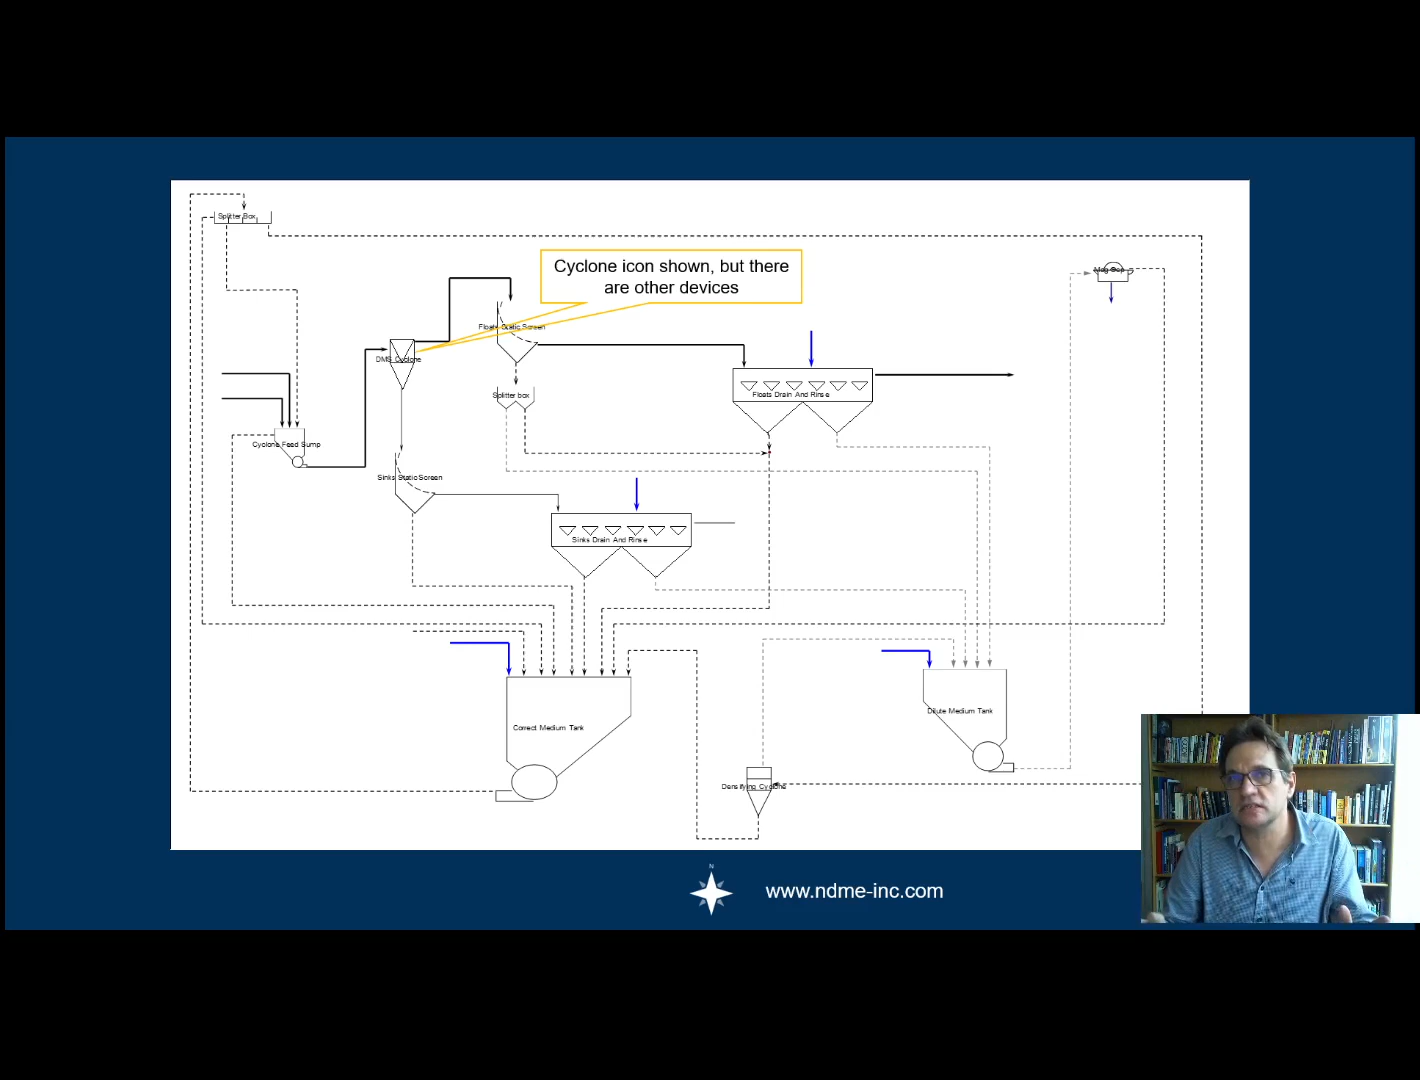 Splitter Box
Cyclone icon shown, but there
are other devices
Mag Sep
Floats Static Screen
DMS Cyclone
Splitter box
Floats Drain And Rinse
Cyclone Feed Sump
Sinks Static Screen
Sinks Drain And Rinse
Correct Medium Tank
Dilute Medium Tank
Densifying Cyclone
N
www.ndme-inc.com